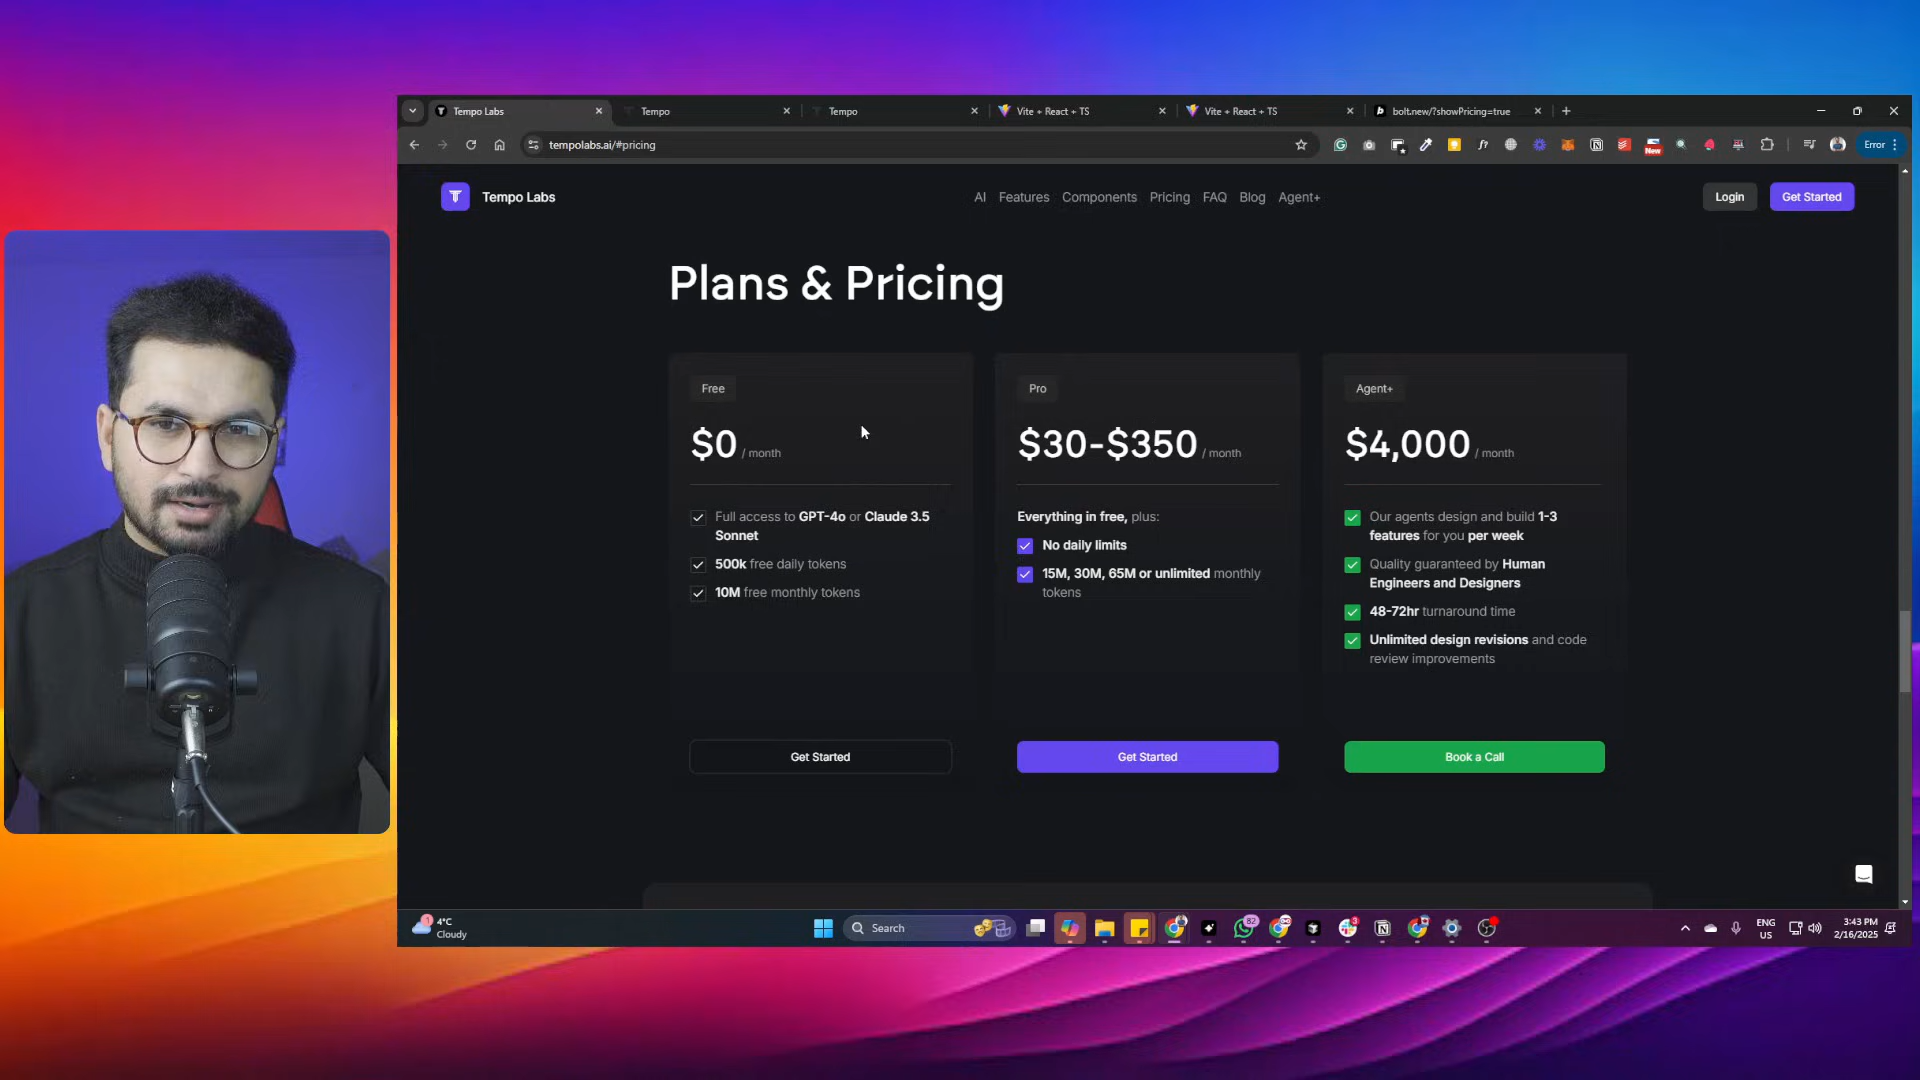 Tempo Labs
Tempo
Tempo
Vite + React + TS
Vite + React + TS
bolt.new/?showPricing=true
tempolabs.ai/#pricing
New
Error
Tempo Labs
AI Features Components Pricing FAQ Blog Agent+
Login
Get Started
Plans & Pricing
Free
$0 / month
Full access to GPT-4o or Claude 3.5
Sonnet
500k free daily tokens
10M free monthly tokens
Get Started
Pro
$30-$350 / month
Everything in free, plus:
No daily limits
15M, 30M, 65M or unlimited monthly
tokens
Get Started
Agent+
$4,000 / month
Our agents design and build 1-3
features for you per week
Quality guaranteed by Human
Engineers and Designers
48-72hr turnaround time
Unlimited design revisions and code
review improvements
Book a Call
1
4°C
Cloudy
Search
82
3
ENG
US
3:43 PM
2/16/2025